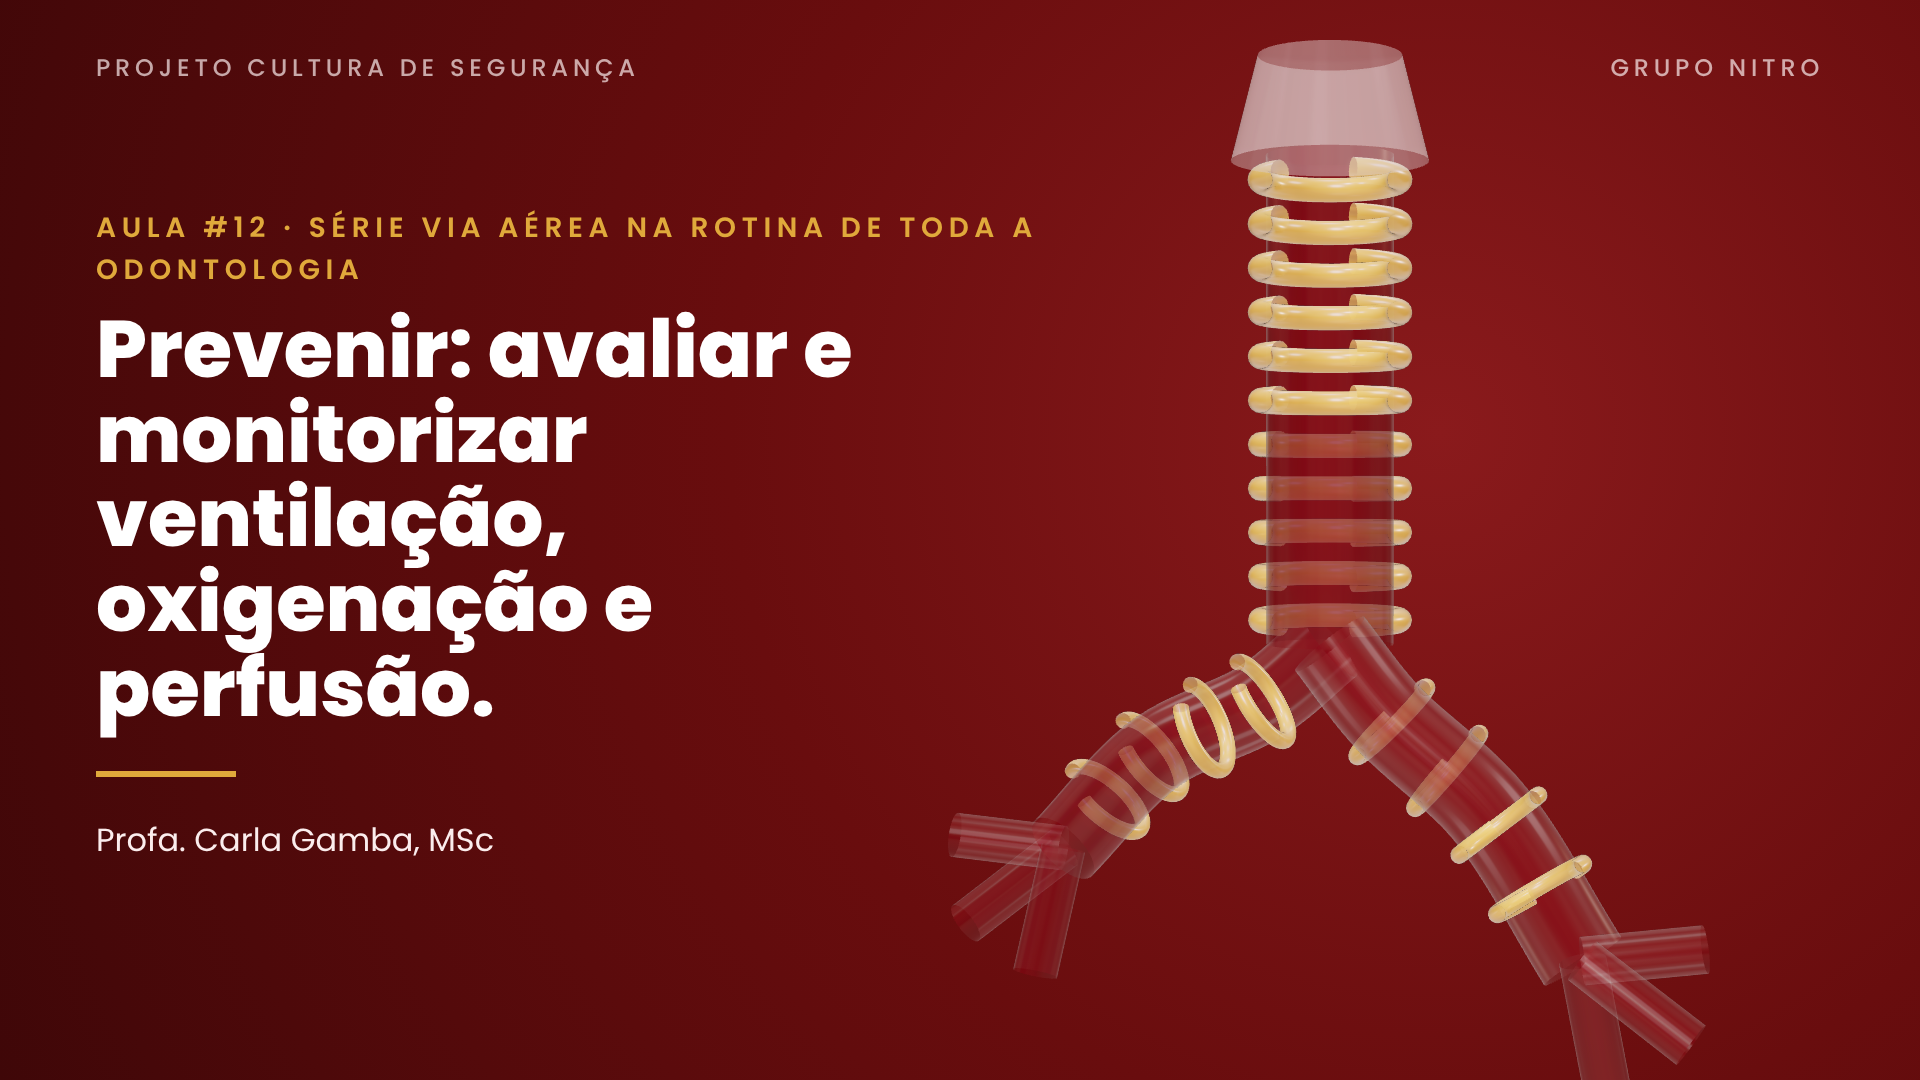 PROJETO CULTURA DE SEGURANÇA
GRUPO NITRO
AULA #12 · SÉRIE VIA AÉREA NA ROTINA DE TODA A
ODONTOLOGIA
Prevenir: avaliar e
monitorizar
ventilação,
oxigenação e
perfusão.
Profa. Carla Gamba, MSc